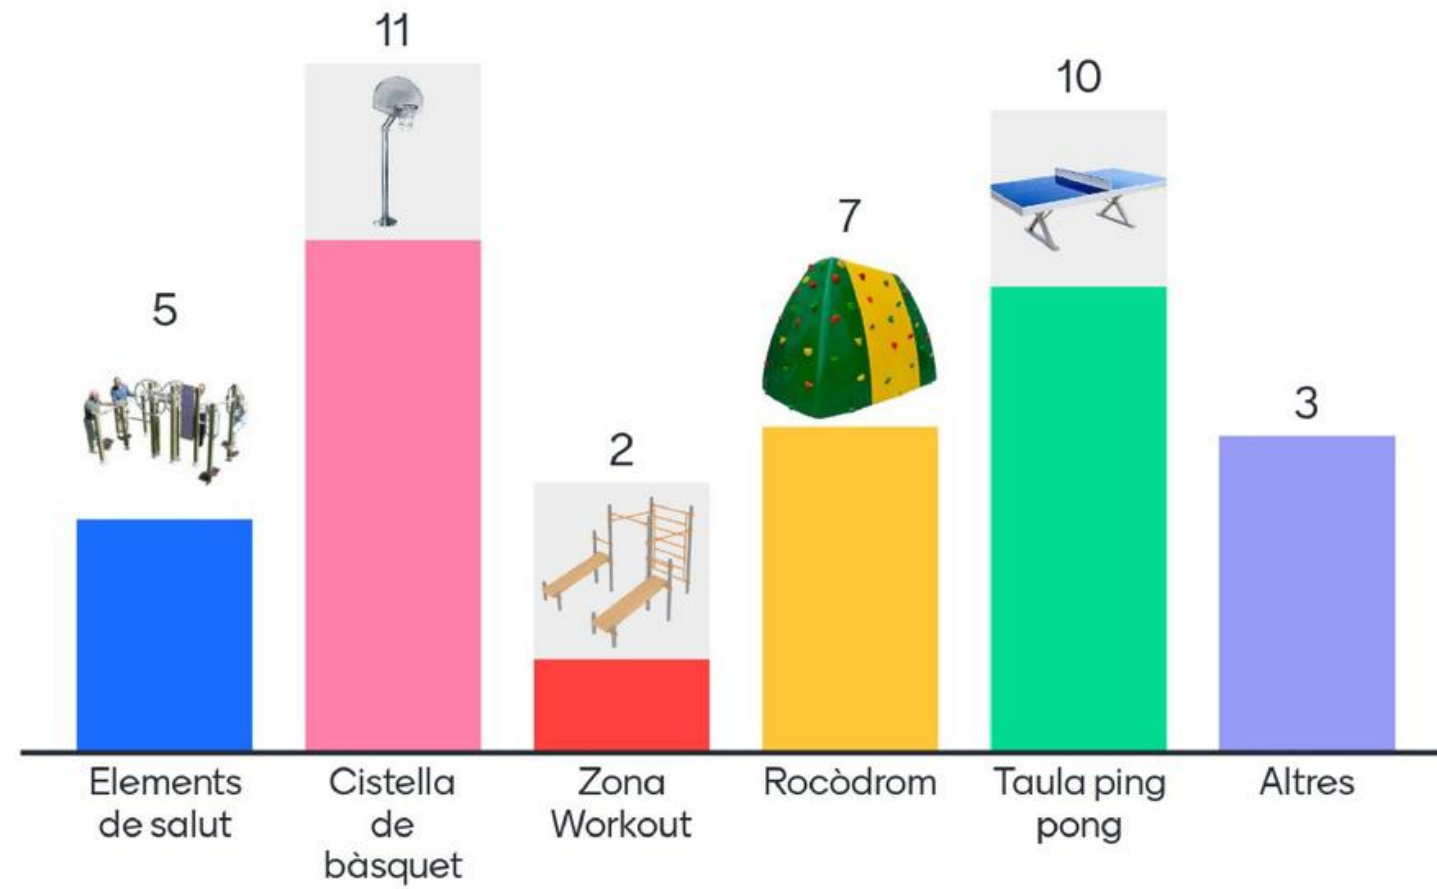 5
11
2
7
10
3
Elements
de salut
Cistella
de
bàsquet
Zona
Workout
Rocòdrom
Taula ping
pong
Altres